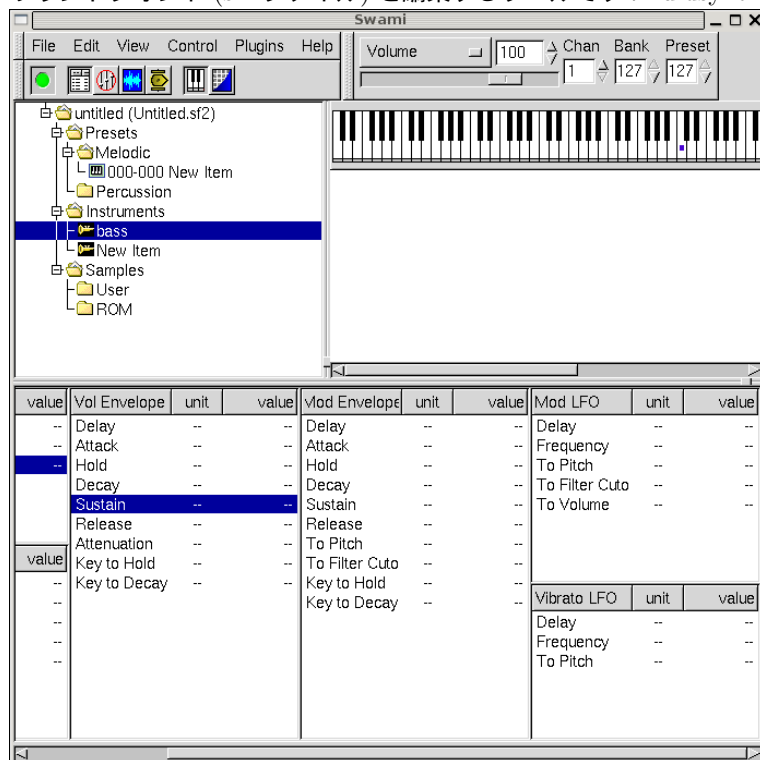 Swami
File Edit View Control Plugins Help
Volume 100 Chan Bank Preset
1 127 127
untitled (Untitled.sf2)
Presets
Melodic
000-000 New Item
Percussion
Instruments
bass
New Item
Samples
User
ROM
value Vol Envelope unit value Mod Envelope unit value Mod LFO unit value
-- Delay -- -- Delay -- -- Delay -- --
-- Attack -- -- Attack -- -- Frequency -- --
-- Hold -- -- Hold -- -- To Pitch -- --
Decay -- -- Decay -- -- To Filter Cuto -- --
Sustain -- -- Sustain -- -- To Volume -- --
Release -- -- Release -- --
Attenuation -- -- To Pitch -- --
value Key to Hold -- -- To Filter Cuto -- --
-- Key to Decay -- -- Key to Hold -- -- Vibrato LFO unit value
-- Key to Decay -- -- Delay -- --
-- Frequency -- --
-- To Pitch -- --
--